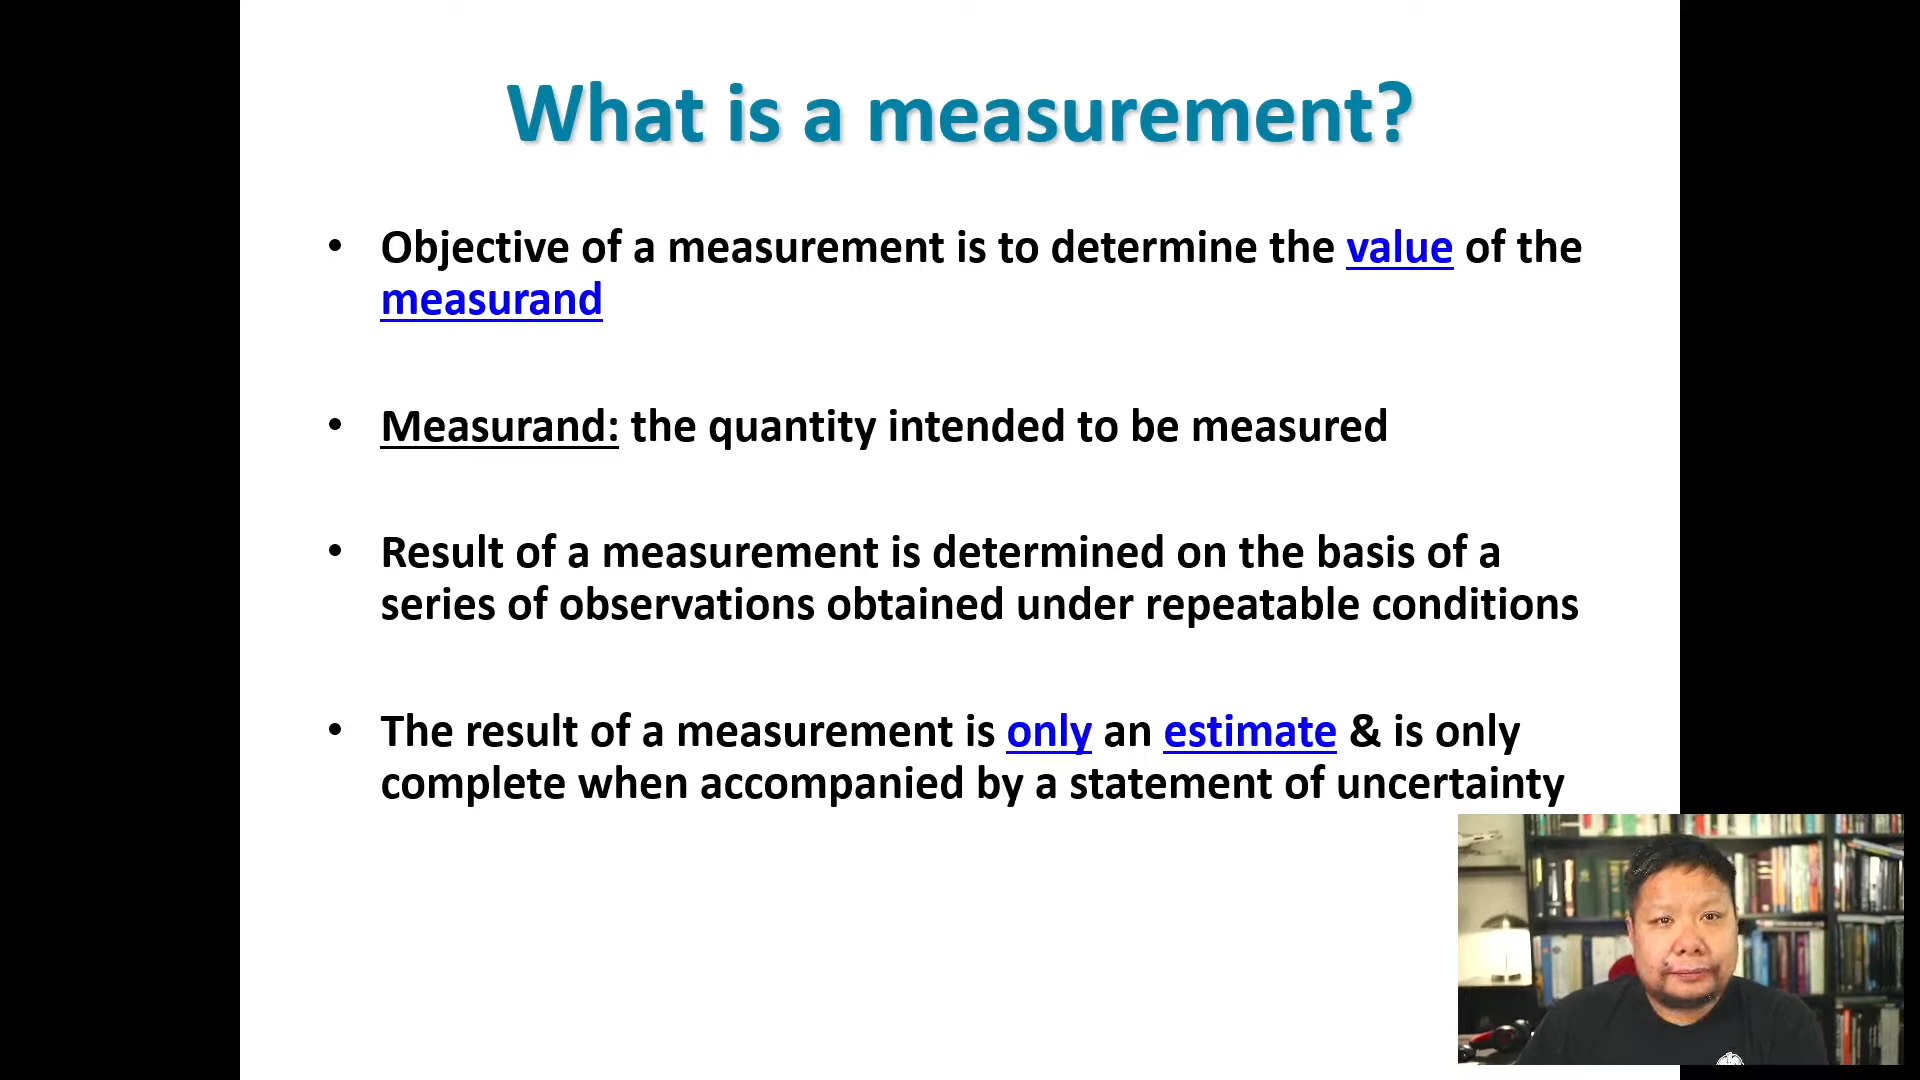 What is a measurement?
• Objective of a measurement is to determine the value of the
measurand
• Measurand: the quantity intended to be measured
• Result of a measurement is determined on the basis of a
series of observations obtained under repeatable conditions
• The result of a measurement is only an estimate & is only
complete when accompanied by a statement of uncertainty